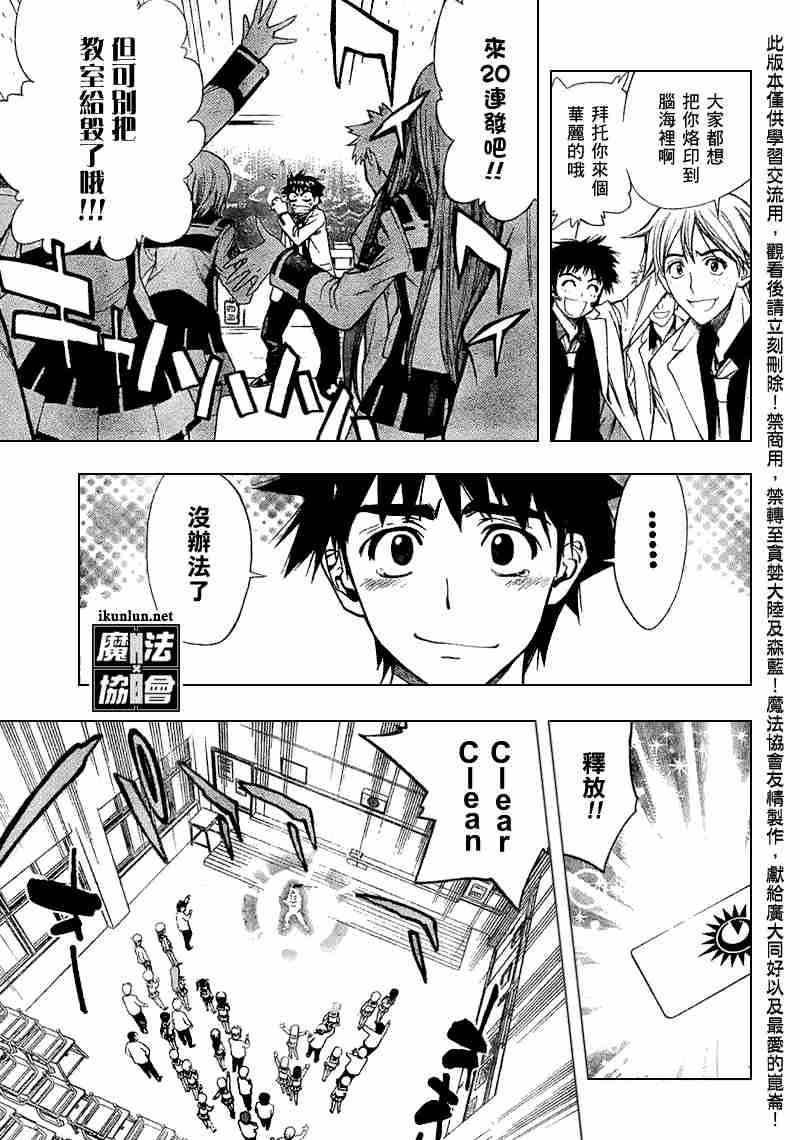 大家都想
把你烙印到
腦海裡啊
拜托你來個
華麗的哦
來20連發吧!!
但可別把
教室給毀了哦!!!
……
沒辦法了
ikunlun.net
魔法
協會
釋放!!
Clear
Clean
此版本僅供學習交流用，觀看後請立刻刪除！禁商用，禁轉至貪婪大陸及森藍！魔法協會友情製作，獻給廣大同好以及最愛的崑崙！